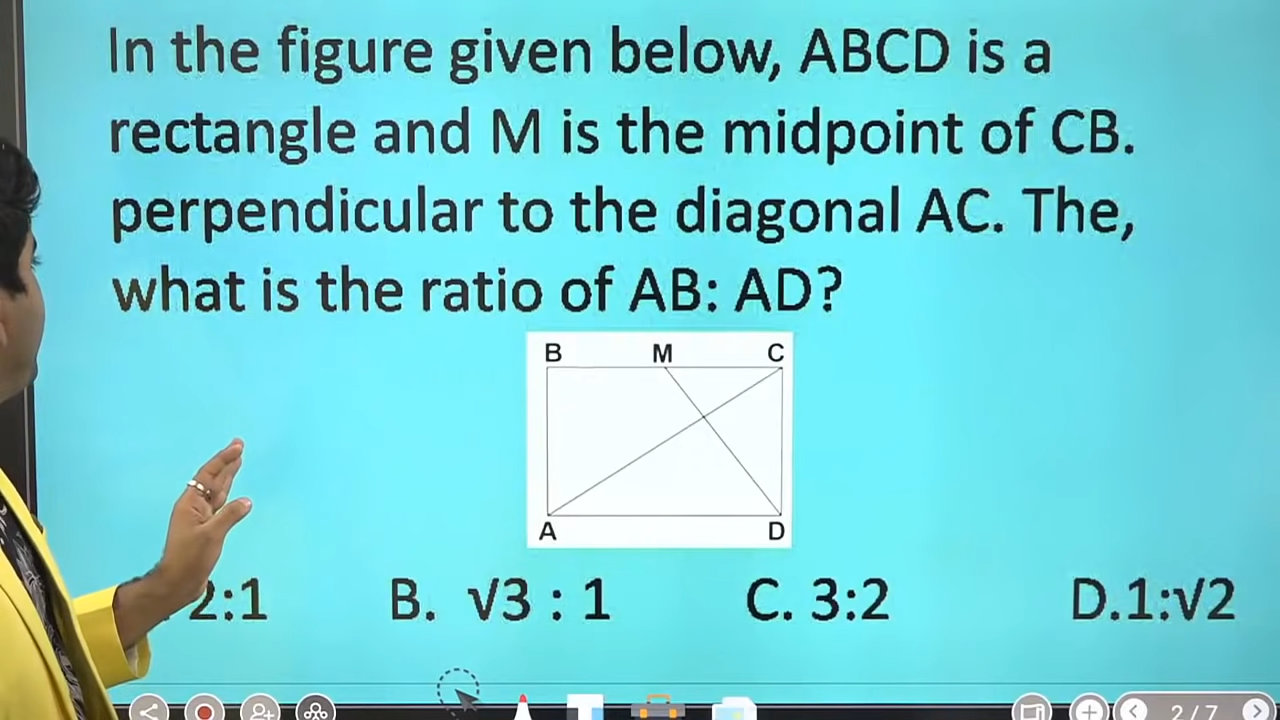 In the figure given below, ABCD is a
rectangle and M is the midpoint of CB.
perpendicular to the diagonal AC. The,
what is the ratio of AB: AD?
B M C
A D
2:1 B. √3 : 1 C. 3:2 D.1:√2
2 / 7